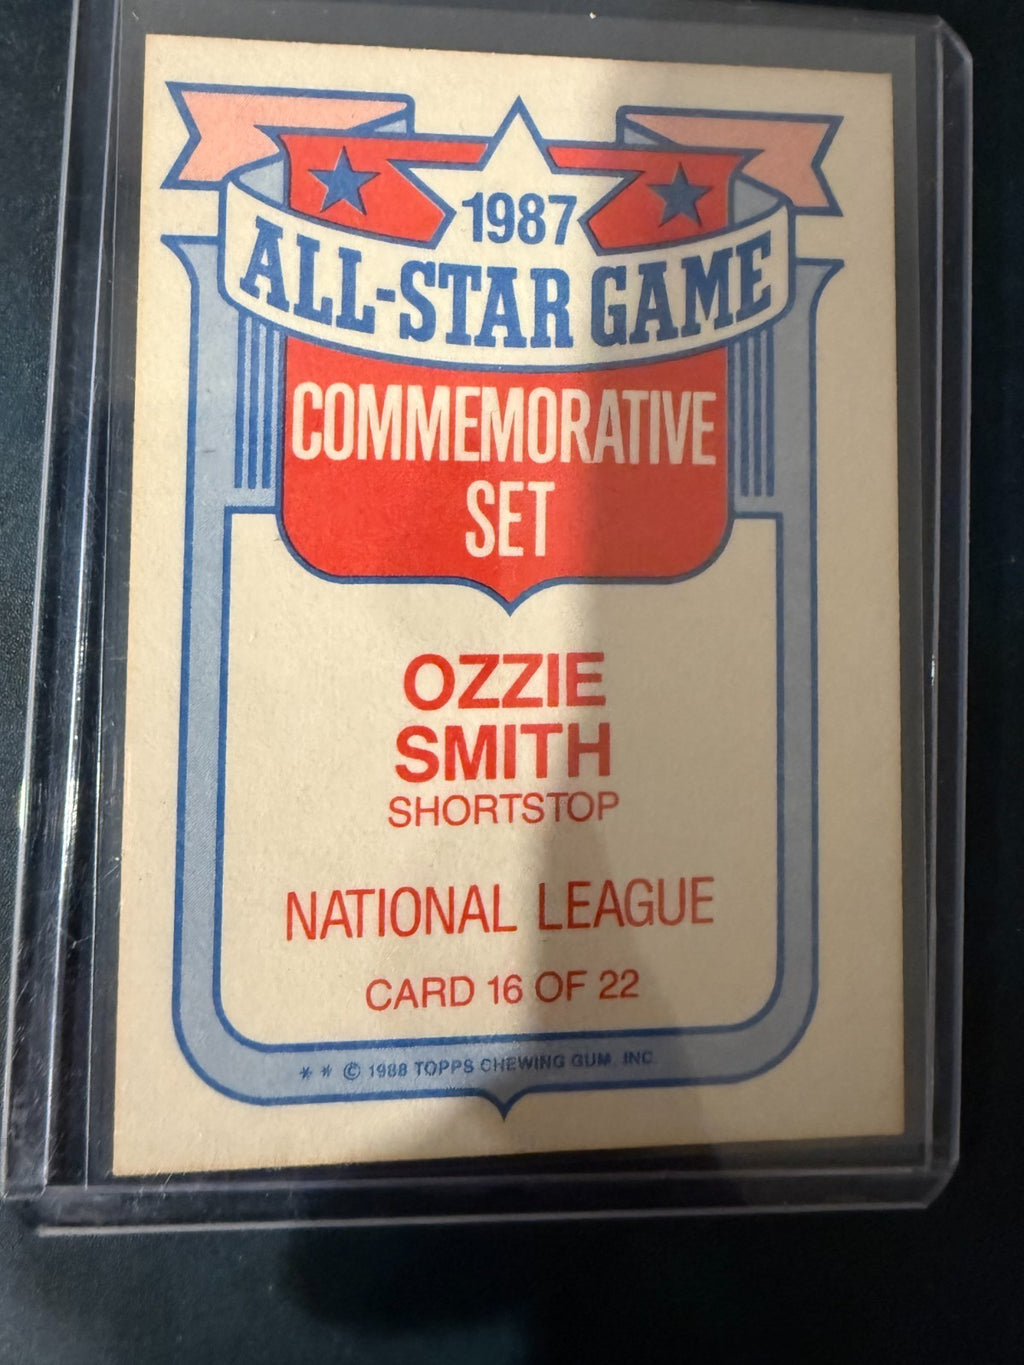 1987
ALL-STAR GAME
COMMEMORATIVE
SET
OZZIE
SMITH
SHORTSTOP
NATIONAL LEAGUE
CARD 16 OF 22
* * © 1988 TOPPS CHEWING GUM, INC.